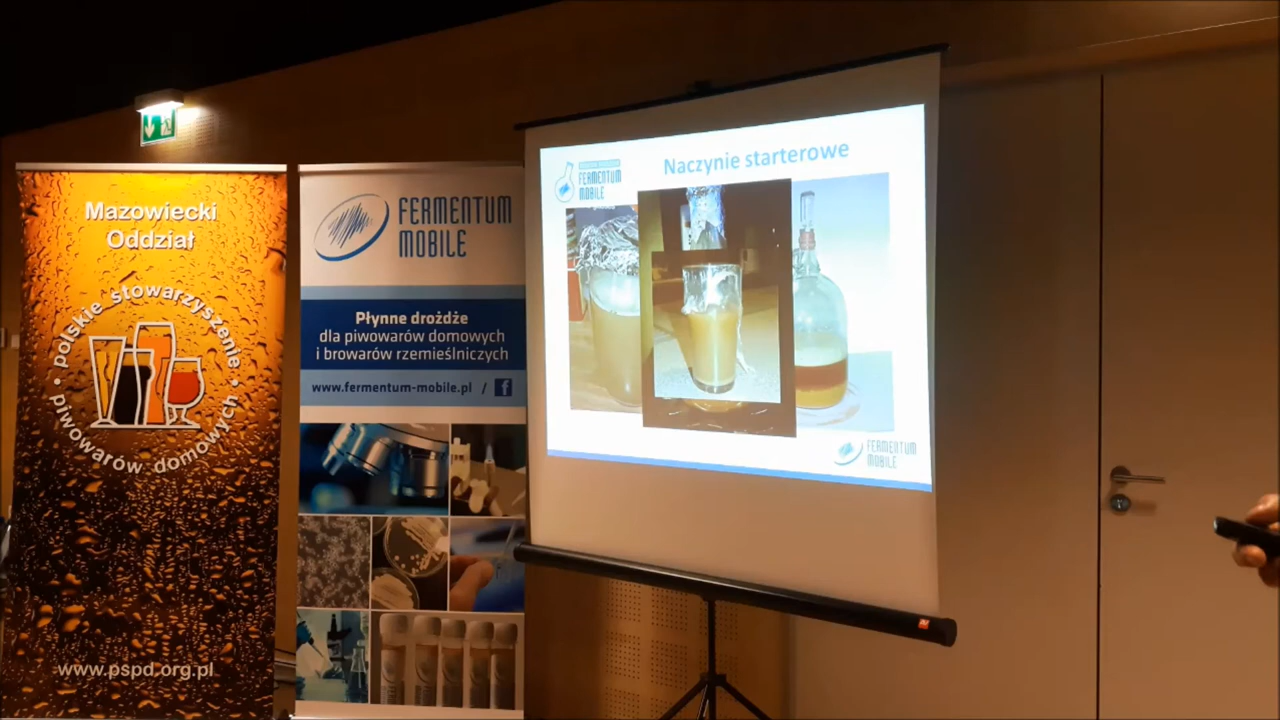 Mazowiecki
Oddział
• polskie stowarzyszenie •
piwowarów domowych
www.pspd.org.pl
FERMENTUM
MOBILE
Płynne drożdże
dla piwowarów domowych
i browarów rzemieślniczych
www.fermentum-mobile.pl / f
Naczynie starterowe
FERMENTUM
MOBILE
FERMENTUM
MOBILE